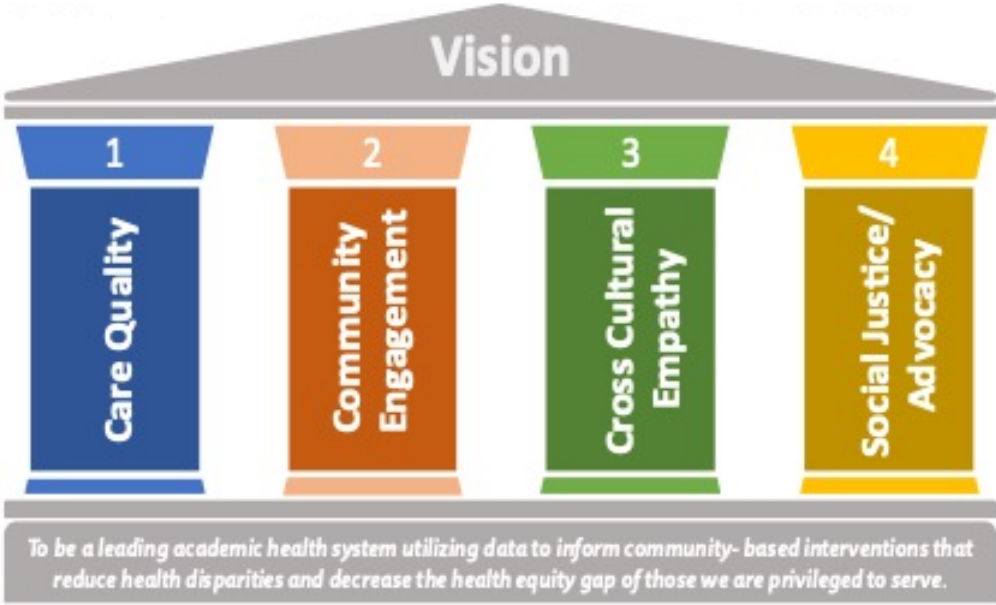 Vision
1
2
3
4
Care Quality
Community
Engagement
Cross Cultural
Empathy
Social Justice/
Advocacy
To be a leading academic health system utilizing data to inform community- based interventions that
reduce health disparities and decrease the health equity gap of those we are privileged to serve.